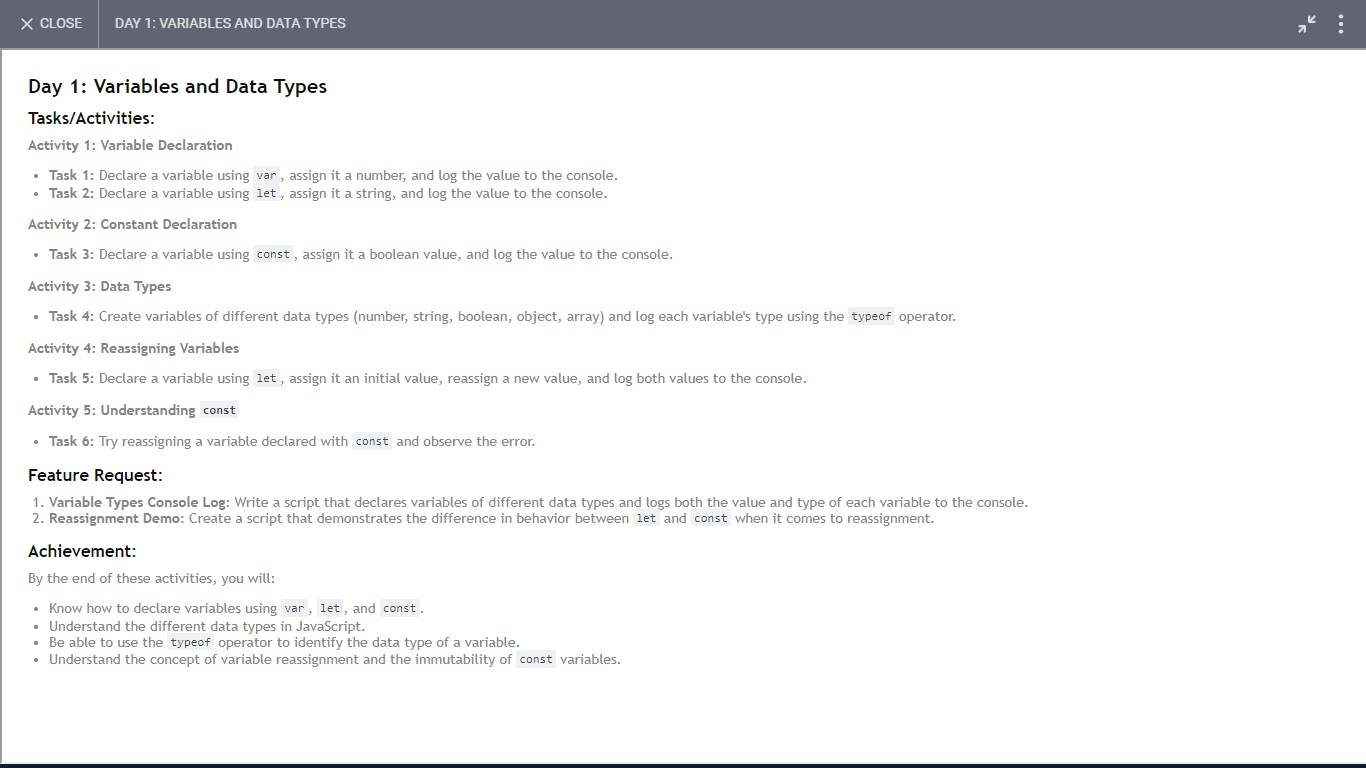 CLOSE
DAY 1: VARIABLES AND DATA TYPES
Day 1: Variables and Data Types
Tasks/Activities:
Activity 1: Variable Declaration
• Task 1: Declare a variable using var, assign it a number, and log the value to the console.
• Task 2: Declare a variable using let, assign it a string, and log the value to the console.
Activity 2: Constant Declaration
• Task 3: Declare a variable using const, assign it a boolean value, and log the value to the console.
Activity 3: Data Types
• Task 4: Create variables of different data types (number, string, boolean, object, array) and log each variable's type using the typeof operator.
Activity 4: Reassigning Variables
• Task 5: Declare a variable using let, assign it an initial value, reassign a new value, and log both values to the console.
Activity 5: Understanding const
• Task 6: Try reassigning a variable declared with const and observe the error.
Feature Request:
1. Variable Types Console Log: Write a script that declares variables of different data types and logs both the value and type of each variable to the console.
2. Reassignment Demo: Create a script that demonstrates the difference in behavior between let and const when it comes to reassignment.
Achievement:
By the end of these activities, you will:
• Know how to declare variables using var, let, and const.
• Understand the different data types in JavaScript.
• Be able to use the typeof operator to identify the data type of a variable.
• Understand the concept of variable reassignment and the immutability of const variables.